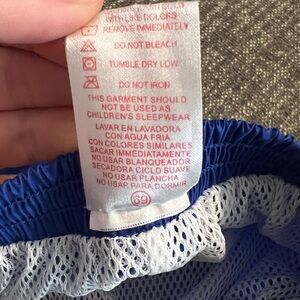 WITH LIKE COLORS
REMOVE IMMEDIATELY
DO NOT BLEACH
TUMBLE DRY LOW
DO NOT IRON
THIS GARMENT SHOULD
NOT BE USED AS
CHILDREN'S SLEEPWEAR
LAVAR EN LAVADORA
CON AGUA FRIA
CON COLORES SIMILARES
SACAR IMMEDIATAMENTE
NO USAR BLANQUEADOR
SECADORA CICLO SUAVE
NO USAR PLANCHA
NO USAR PARA DORMIR
69